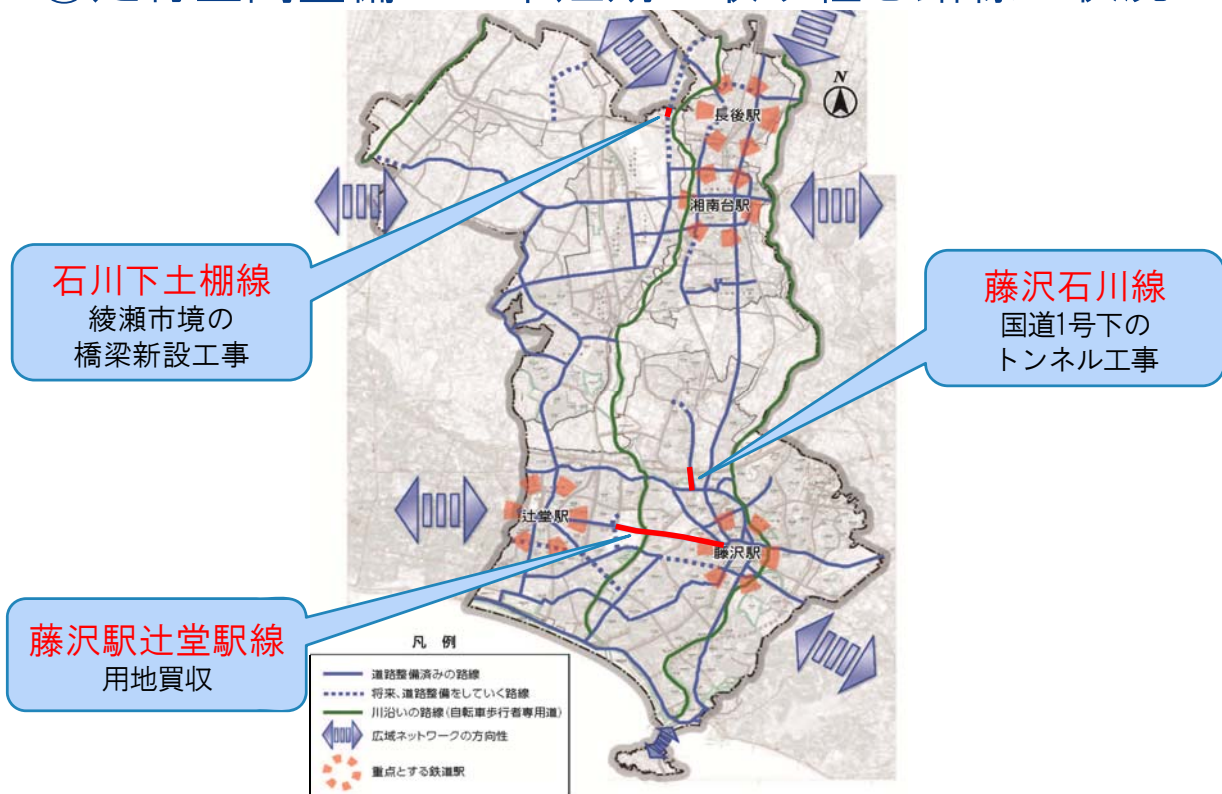 N
長後駅
湘南台駅
石川下土棚線
綾瀬市境の
橋梁新設工事
藤沢石川線
国道1号下の
トンネル工事
辻堂駅
藤沢駅
藤沢駅辻堂駅線
用地買収
凡 例
道路整備済みの路線
将来、道路整備をしていく路線
川沿いの路線(自転車歩行者専用道)
広域ネットワークの方向性
重点とする鉄道駅